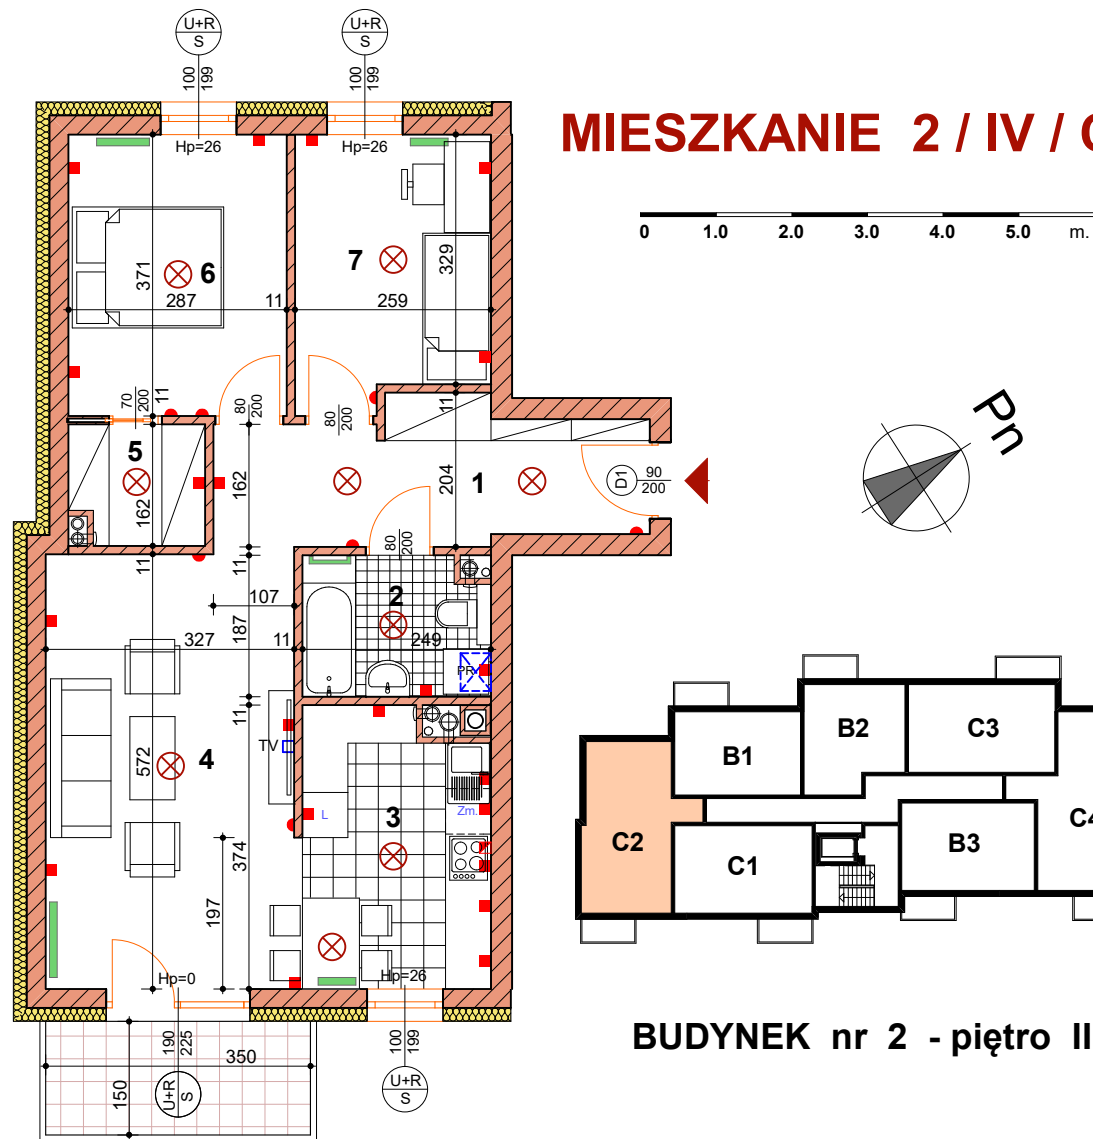 U+R
S
U+R
S
100
199
100
199
MIESZKANIE 2 / IV / C
Hp=26
Hp=26
0 1.0 2.0 3.0 4.0 5.0 m.
371
6
7
329
287
11
259
Pn
70
200
11
80
200
80
200
11
5
162
162
204
1
D1
90
200
11
11
80
200
107
187
2
327
11
249
PR
11
TV
572
4
L
3
Zm.
374
197
Hp=0
Hp=26
190
225
100
199
350
150
U+R
S
U+R
S
B1
B2
C3
C2
C1
B3
C4
BUDYNEK nr 2 - piętro II